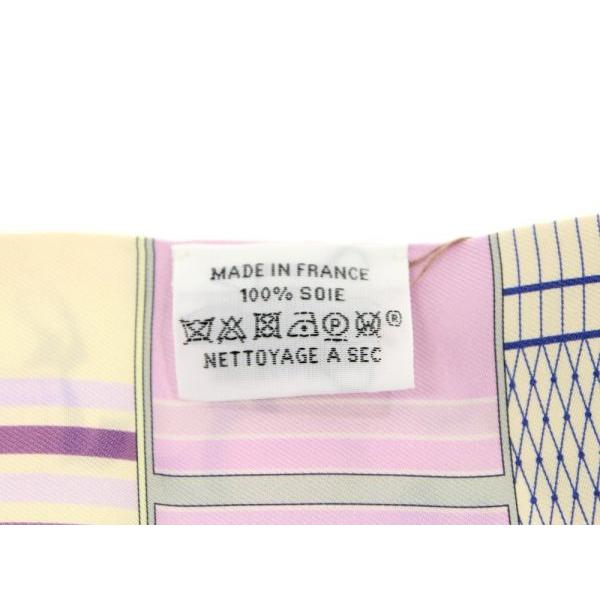 MADE IN FRANCE
100% SOIE
P W ®
NETTOYAGE A SEC